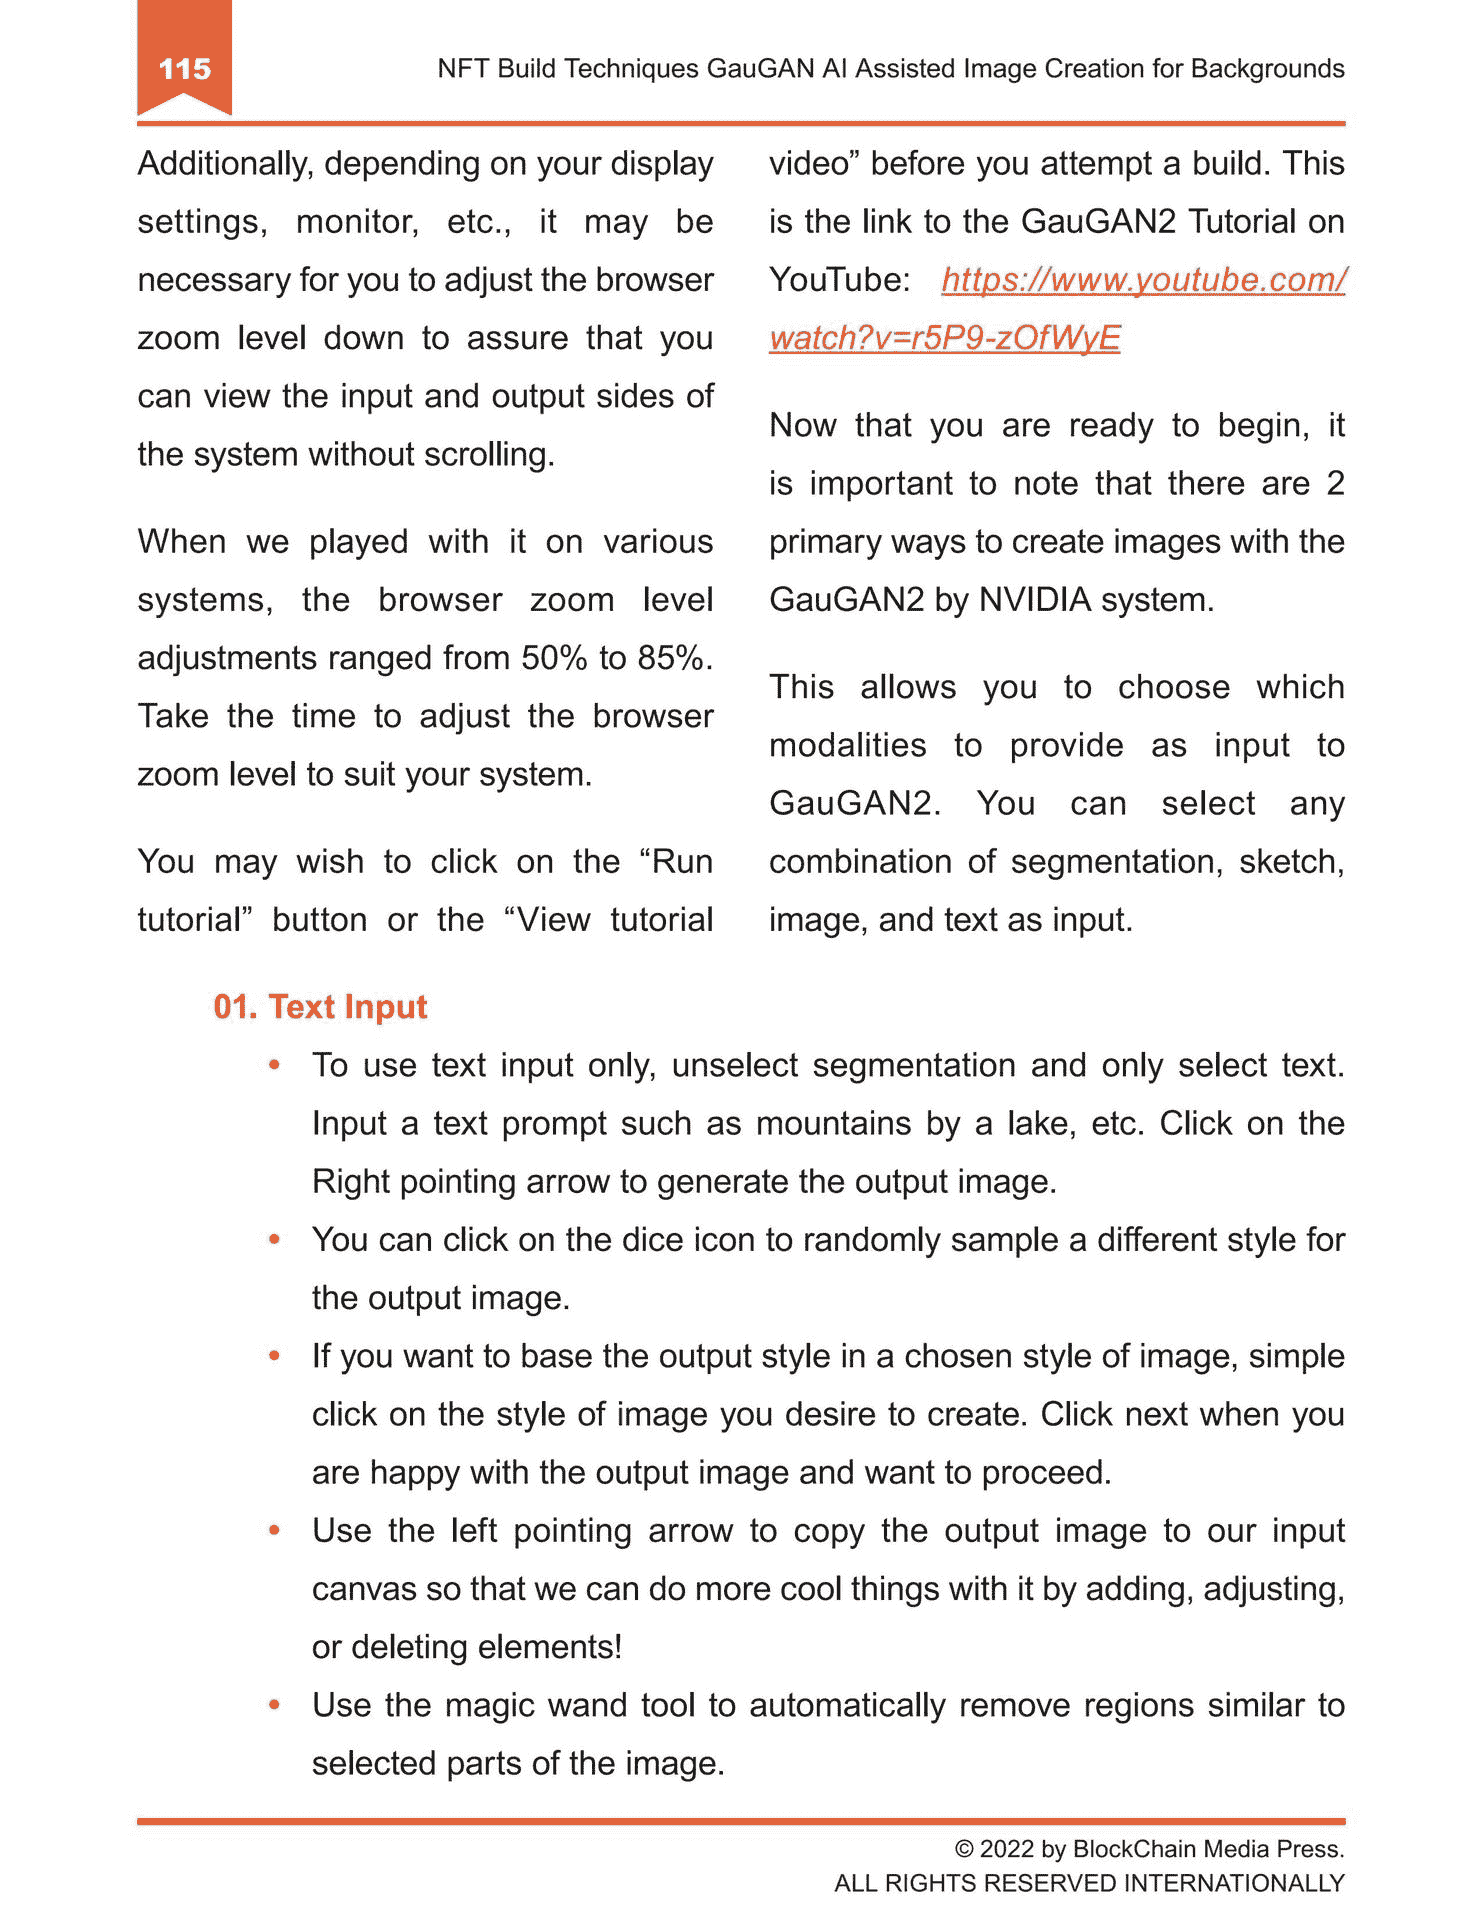 115
NFT Build Techniques GauGAN AI Assisted Image Creation for Backgrounds
Additionally, depending on your display
settings, monitor, etc., it may be
necessary for you to adjust the browser
zoom level down to assure that you
can view the input and output sides of
the system without scrolling.
When we played with it on various
systems, the browser zoom level
adjustments ranged from 50% to 85%.
Take the time to adjust the browser
zoom level to suit your system.
You may wish to click on the “Run
tutorial” button or the “View tutorial
video” before you attempt a build. This
is the link to the GauGAN2 Tutorial on
YouTube: https://www.youtube.com/
watch?v=r5P9-zOfWyE
Now that you are ready to begin, it
is important to note that there are 2
primary ways to create images with the
GauGAN2 by NVIDIA system.
This allows you to choose which
modalities to provide as input to
GauGAN2. You can select any
combination of segmentation, sketch,
image, and text as input.
01. Text Input
• To use text input only, unselect segmentation and only select text.
Input a text prompt such as mountains by a lake, etc. Click on the
Right pointing arrow to generate the output image.
• You can click on the dice icon to randomly sample a different style for
the output image.
• If you want to base the output style in a chosen style of image, simple
click on the style of image you desire to create. Click next when you
are happy with the output image and want to proceed.
• Use the left pointing arrow to copy the output image to our input
canvas so that we can do more cool things with it by adding, adjusting,
or deleting elements!
• Use the magic wand tool to automatically remove regions similar to
selected parts of the image.
© 2022 by BlockChain Media Press.
ALL RIGHTS RESERVED INTERNATIONALLY